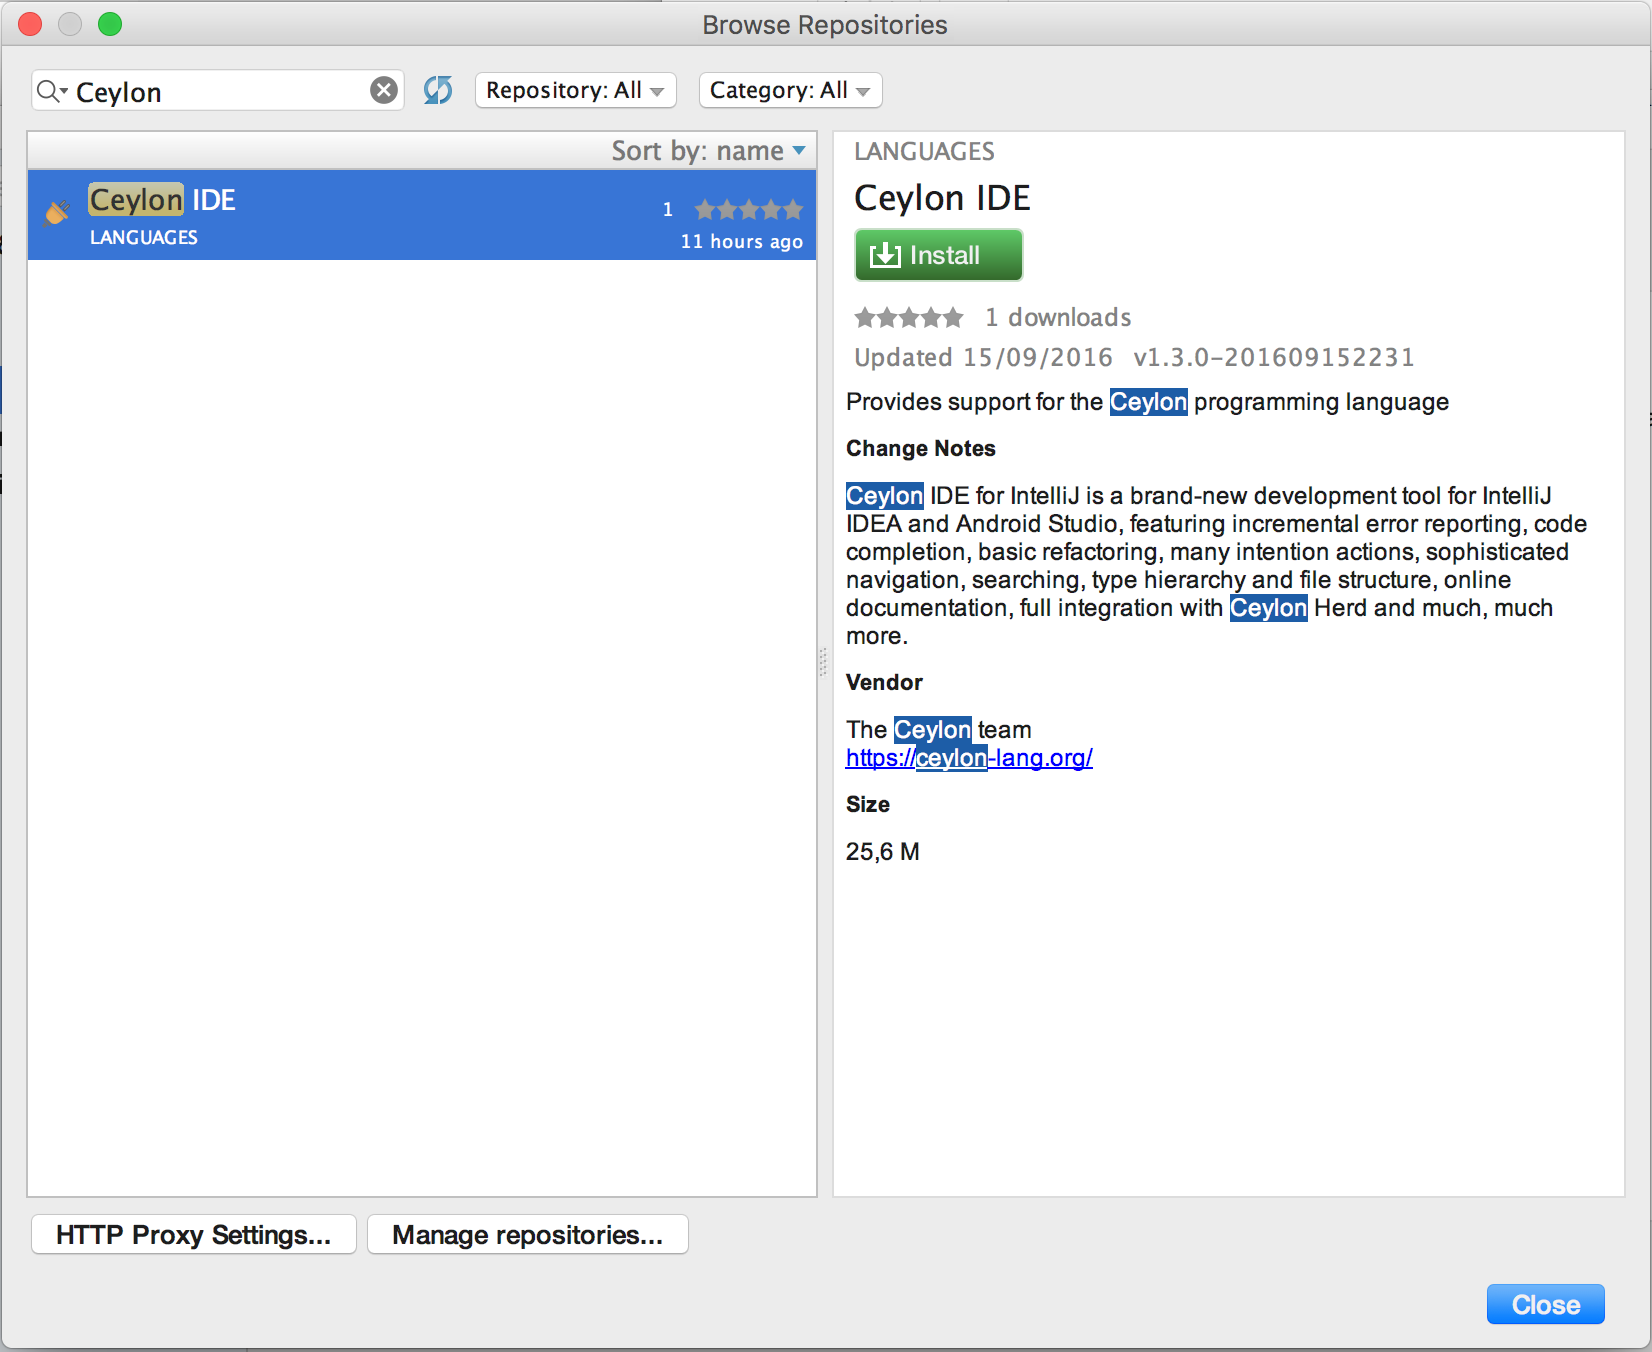 Browse Repositories
Ceylon
Repository: All
Category: All
Sort by: name
Ceylon IDE
1
LANGUAGES
11 hours ago
LANGUAGES
Ceylon IDE
Install
1 downloads
Updated 15/09/2016 v1.3.0-201609152231
Provides support for the Ceylon programming language
Change Notes
Ceylon IDE for IntelliJ is a brand-new development tool for IntelliJ
IDEA and Android Studio, featuring incremental error reporting, code
completion, basic refactoring, many intention actions, sophisticated
navigation, searching, type hierarchy and file structure, online
documentation, full integration with Ceylon Herd and much, much
more.
Vendor
The Ceylon team
https://ceylon-lang.org/
Size
25,6 M
HTTP Proxy Settings...
Manage repositories...
Close